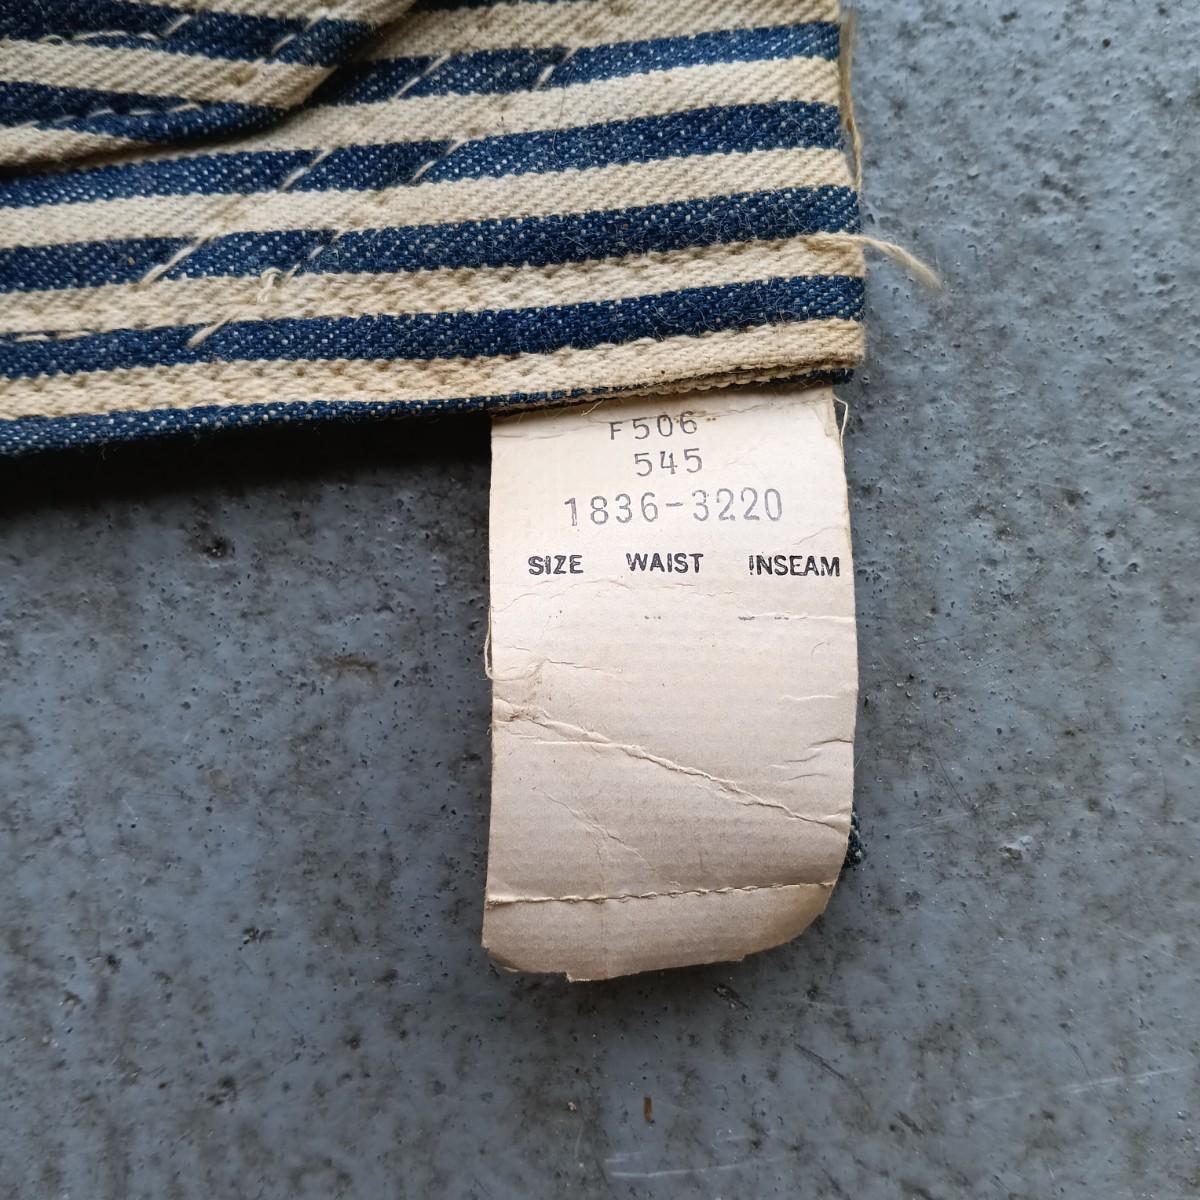 F506
545
1836-3220
SIZE WAIST INSEAM